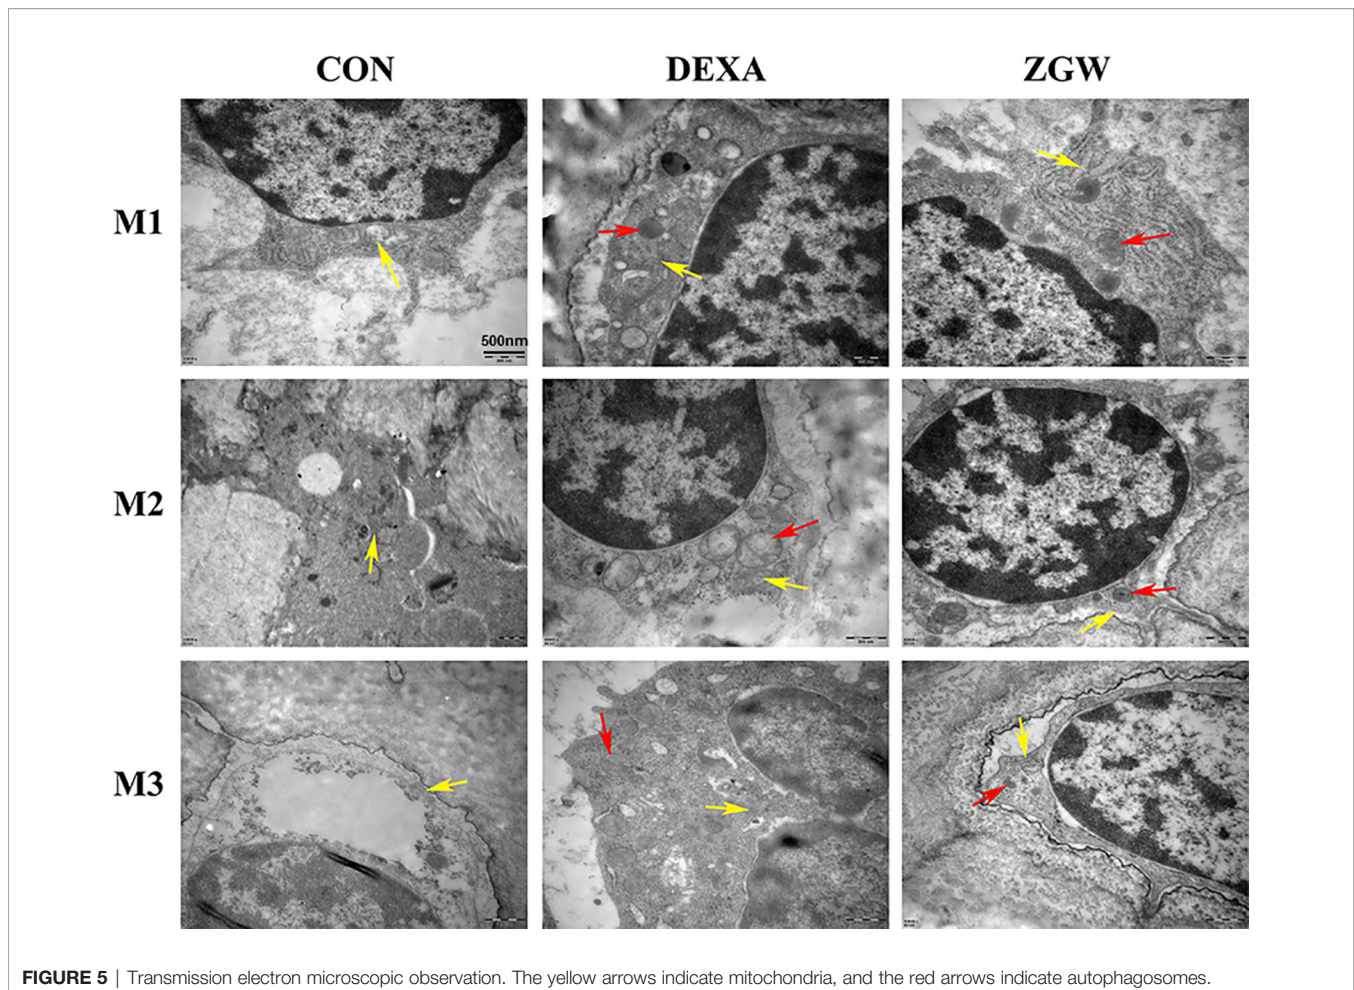 CON DEXA ZGW
M1
500nm
M2
M3
FIGURE 5 | Transmission electron microscopic observation. The yellow arrows indicate mitochondria, and the red arrows indicate autophagosomes.